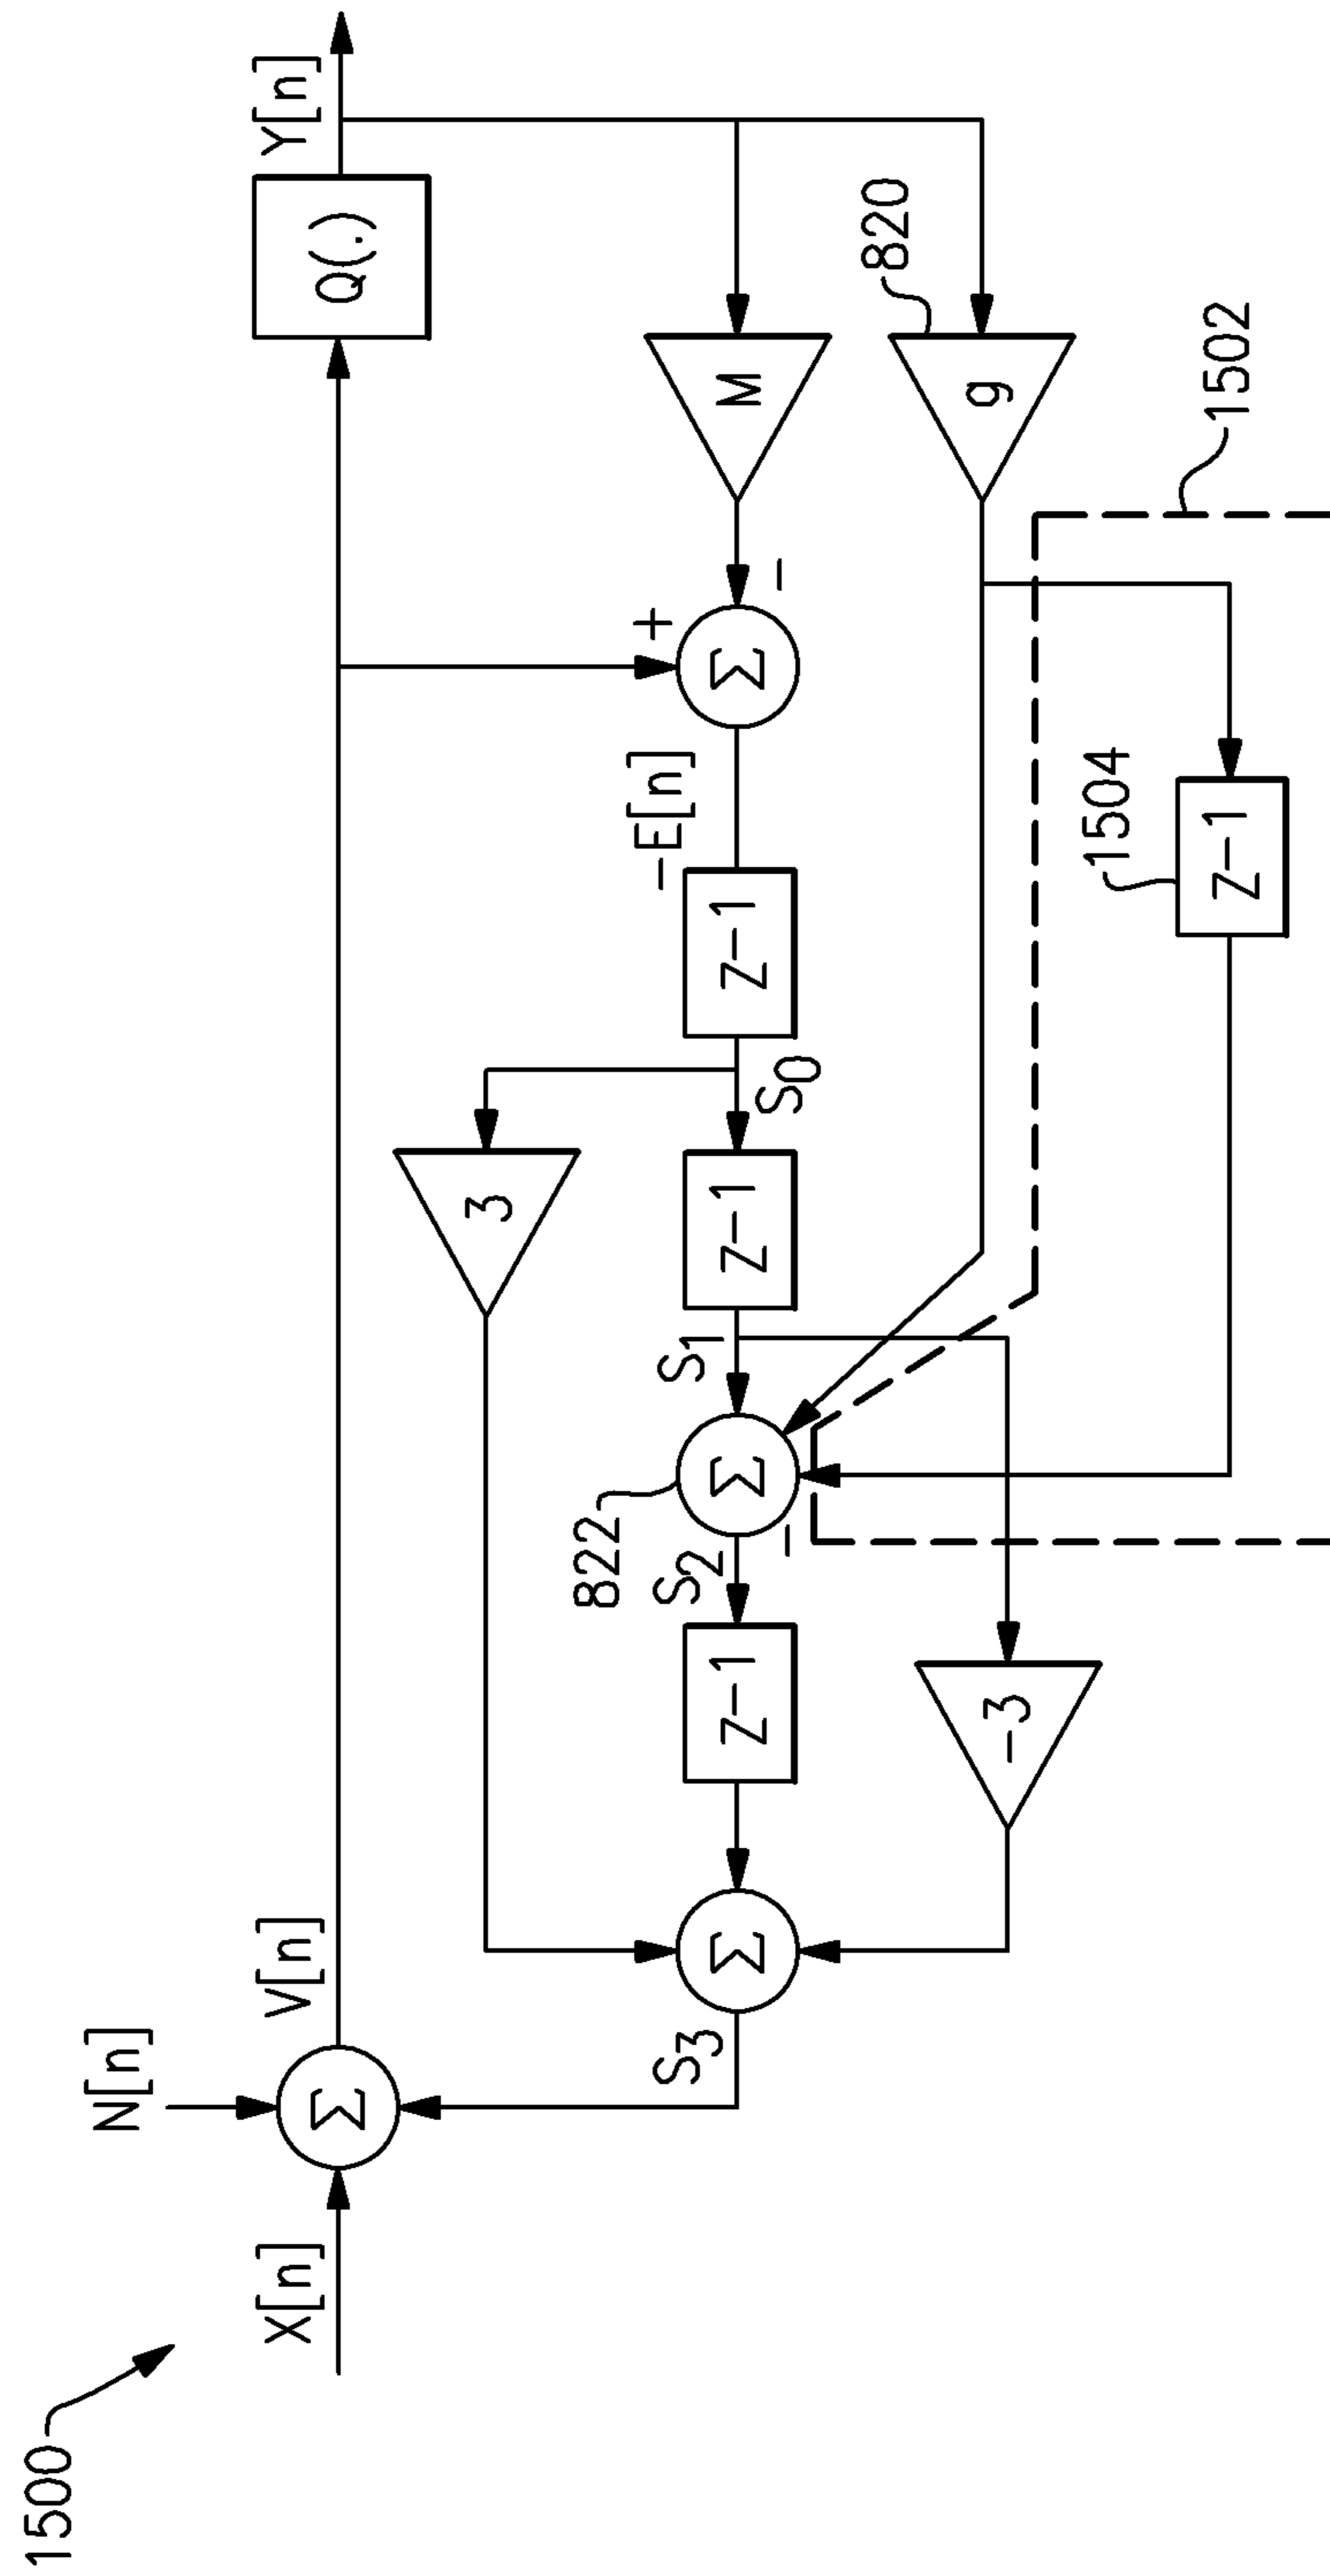 1500
X[n]
N[n]
Σ
V[n]
Q(.)
Y[n]
S3
Σ
3
Z-1
S2
822
Σ
-
S1
Z-1
S0
Z-1
-E[n]
Σ
+
-
M
-3
g
820
Z-1
1504
1502